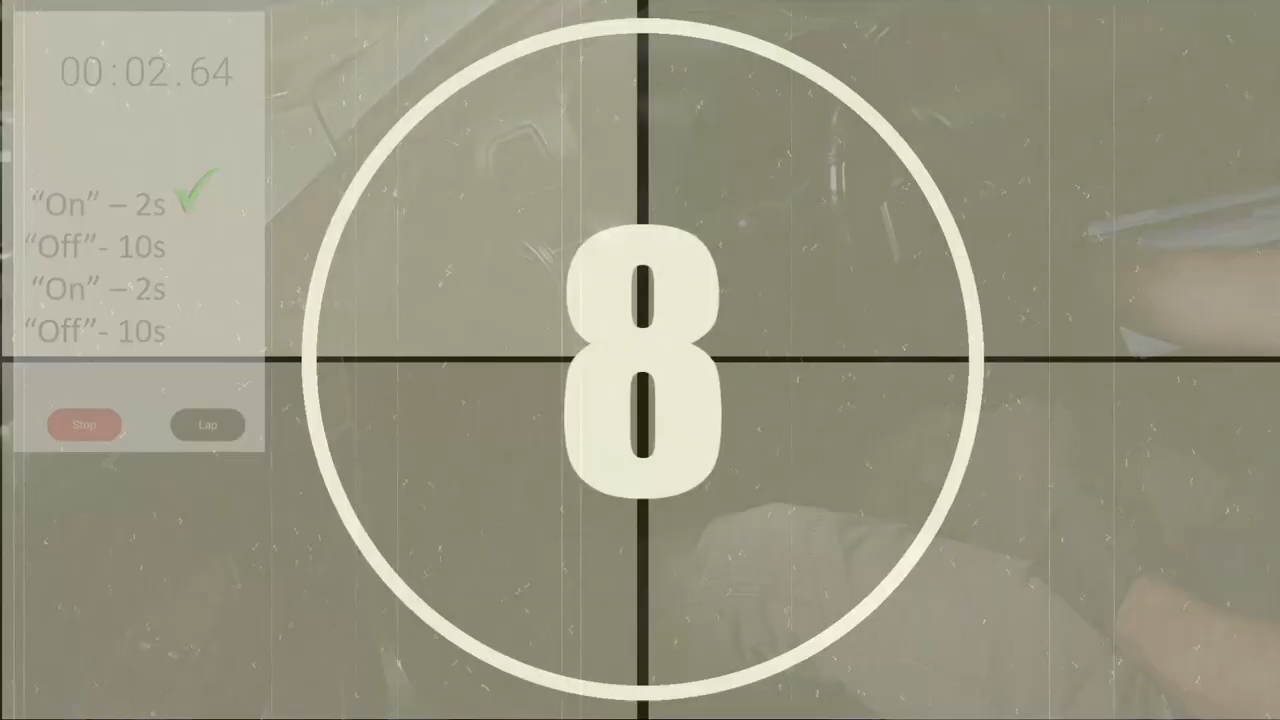 00:02.64
“On” – 2s
“Off”- 10s
“On” – 2s
“Off”- 10s
Stop
Lap
8